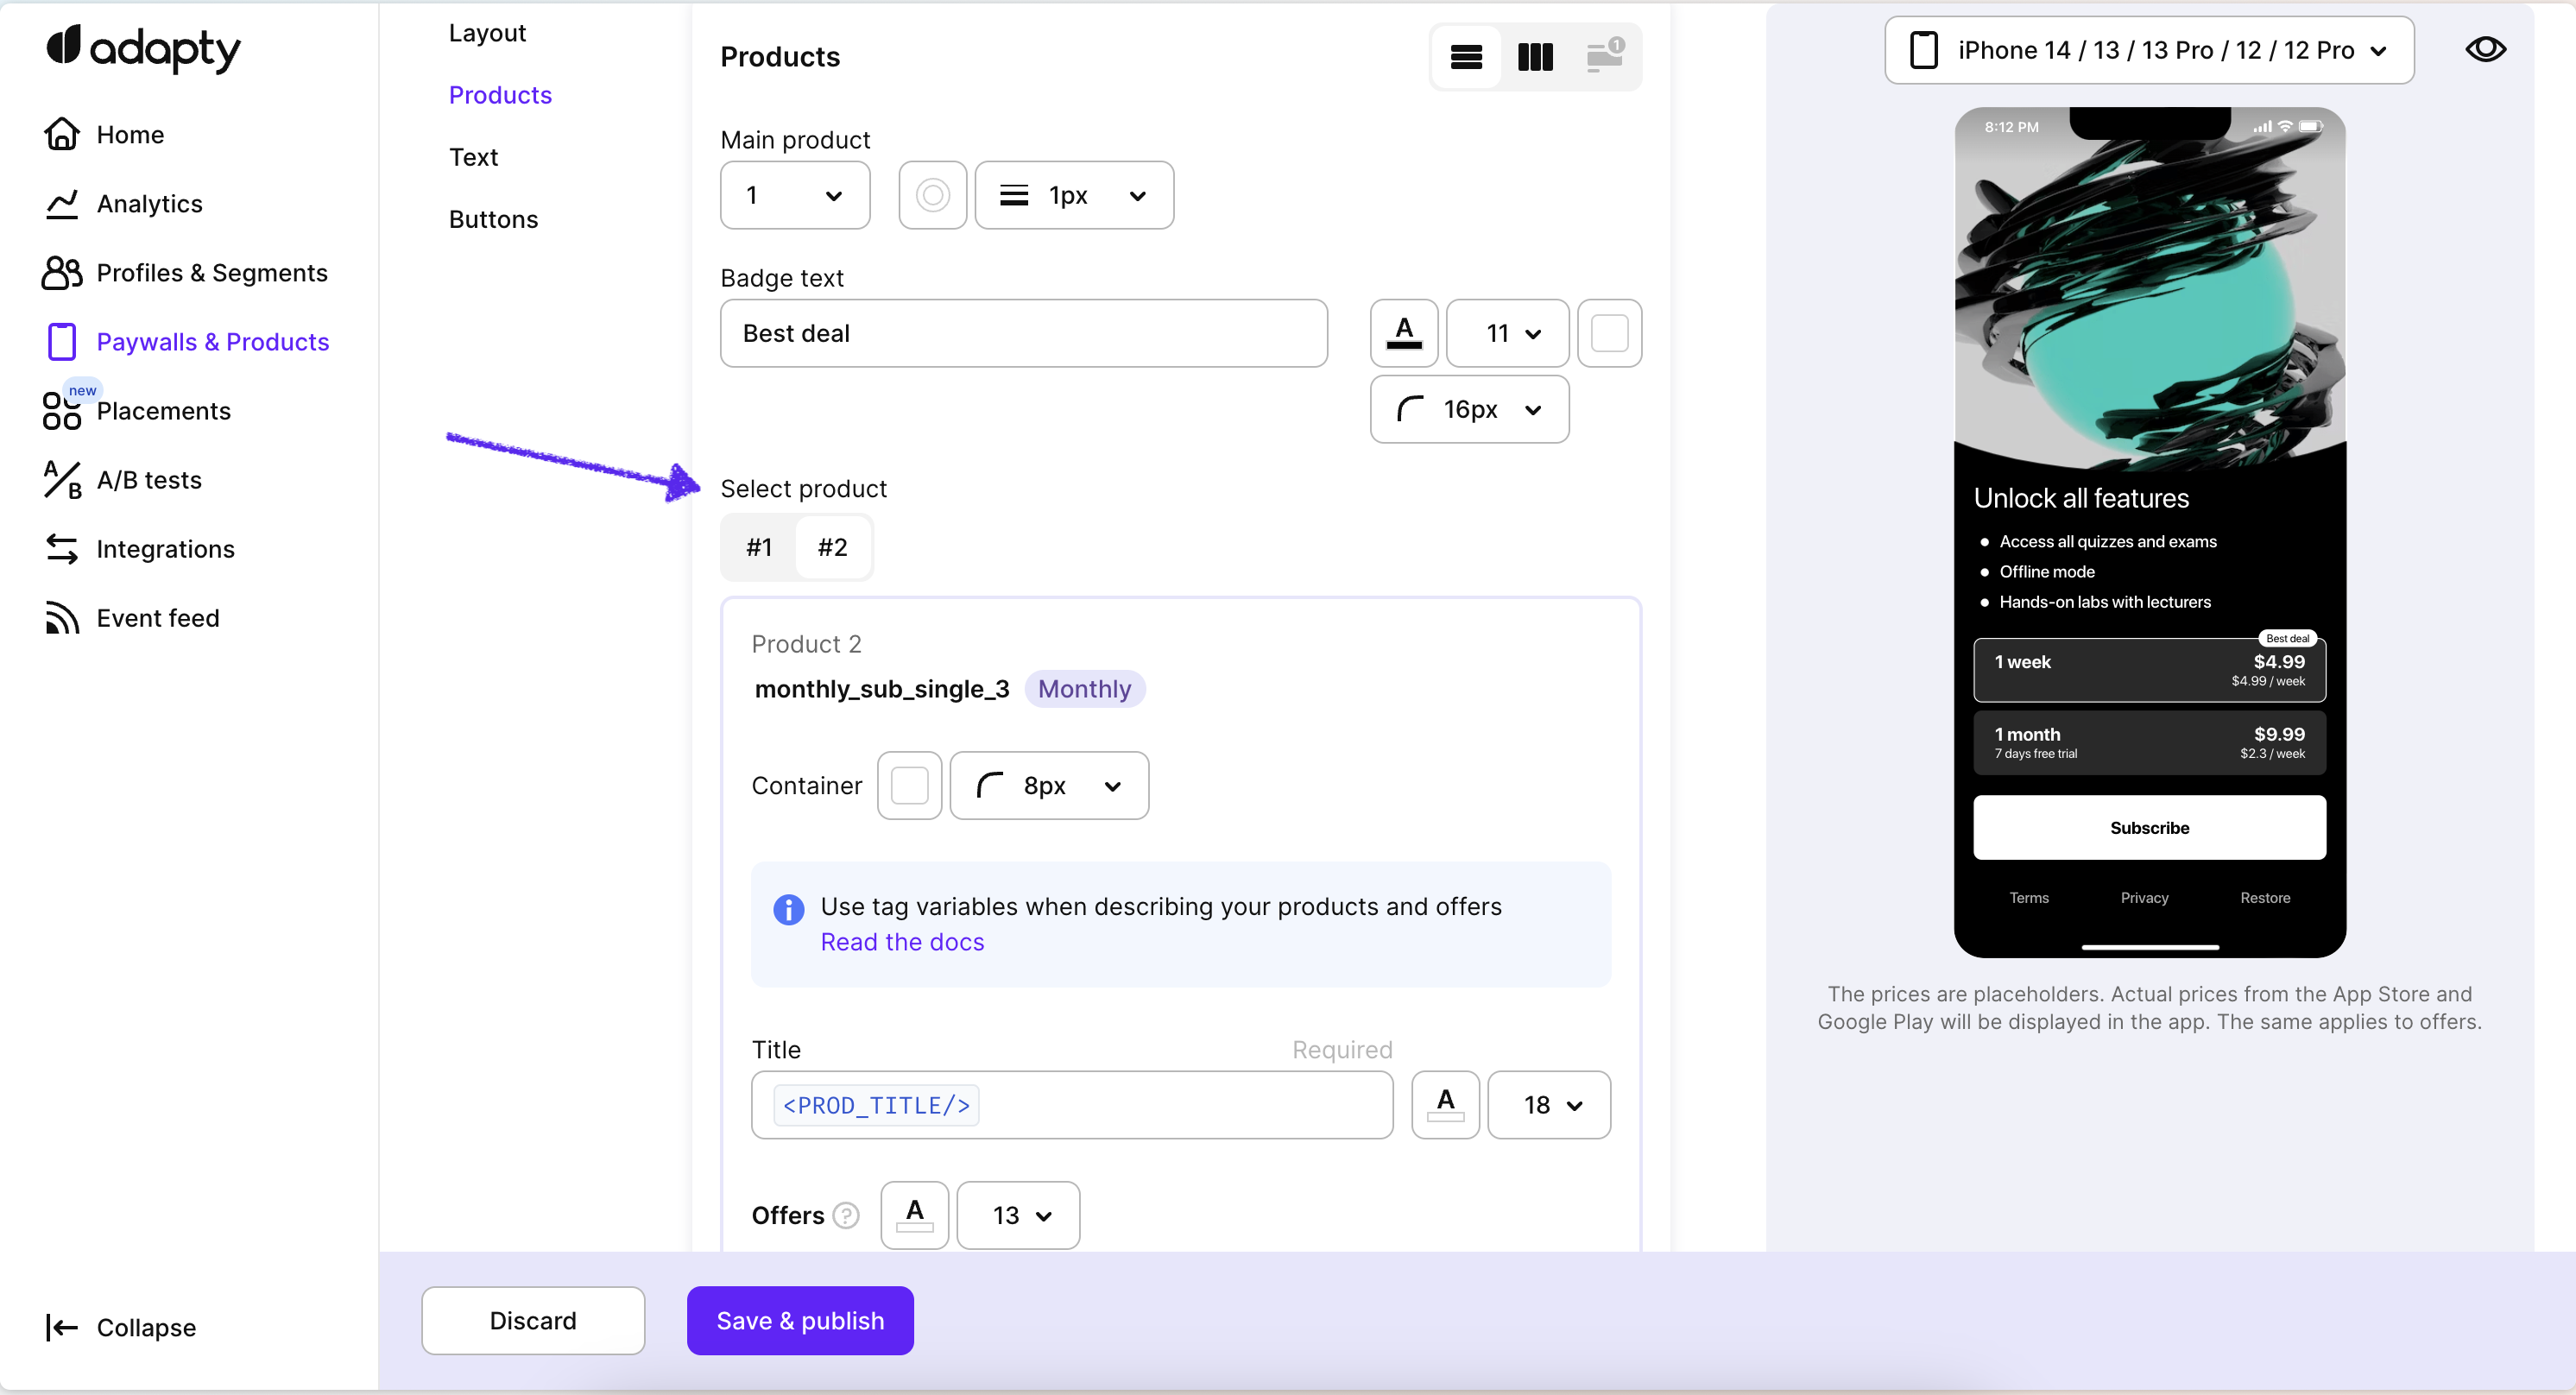 adapty
Home
Analytics
Profiles & Segments
Paywalls & Products
new
Placements
A/B
A/B tests
Integrations
Event feed
Collapse
Layout
Products
Text
Buttons
Products
1
Main product
1
1px
Badge text
Best deal
A
11
16px
Select product
#1
#2
Product 2
monthly_sub_single_3
Monthly
Container
8px
i
Use tag variables when describing your products and offers
Read the docs
Title
Required
<PROD_TITLE/>
A
18
Offers
?
A
13
Discard
Save & publish
iPhone 14 / 13 / 13 Pro / 12 / 12 Pro
8:12 PM
Unlock all features
Access all quizzes and exams
Offline mode
Hands-on labs with lecturers
Best deal
1 week
$4.99
$4.99 / week
1 month
$9.99
7 days free trial
$2.3 / week
Subscribe
Terms
Privacy
Restore
The prices are placeholders. Actual prices from the App Store and
Google Play will be displayed in the app. The same applies to offers.